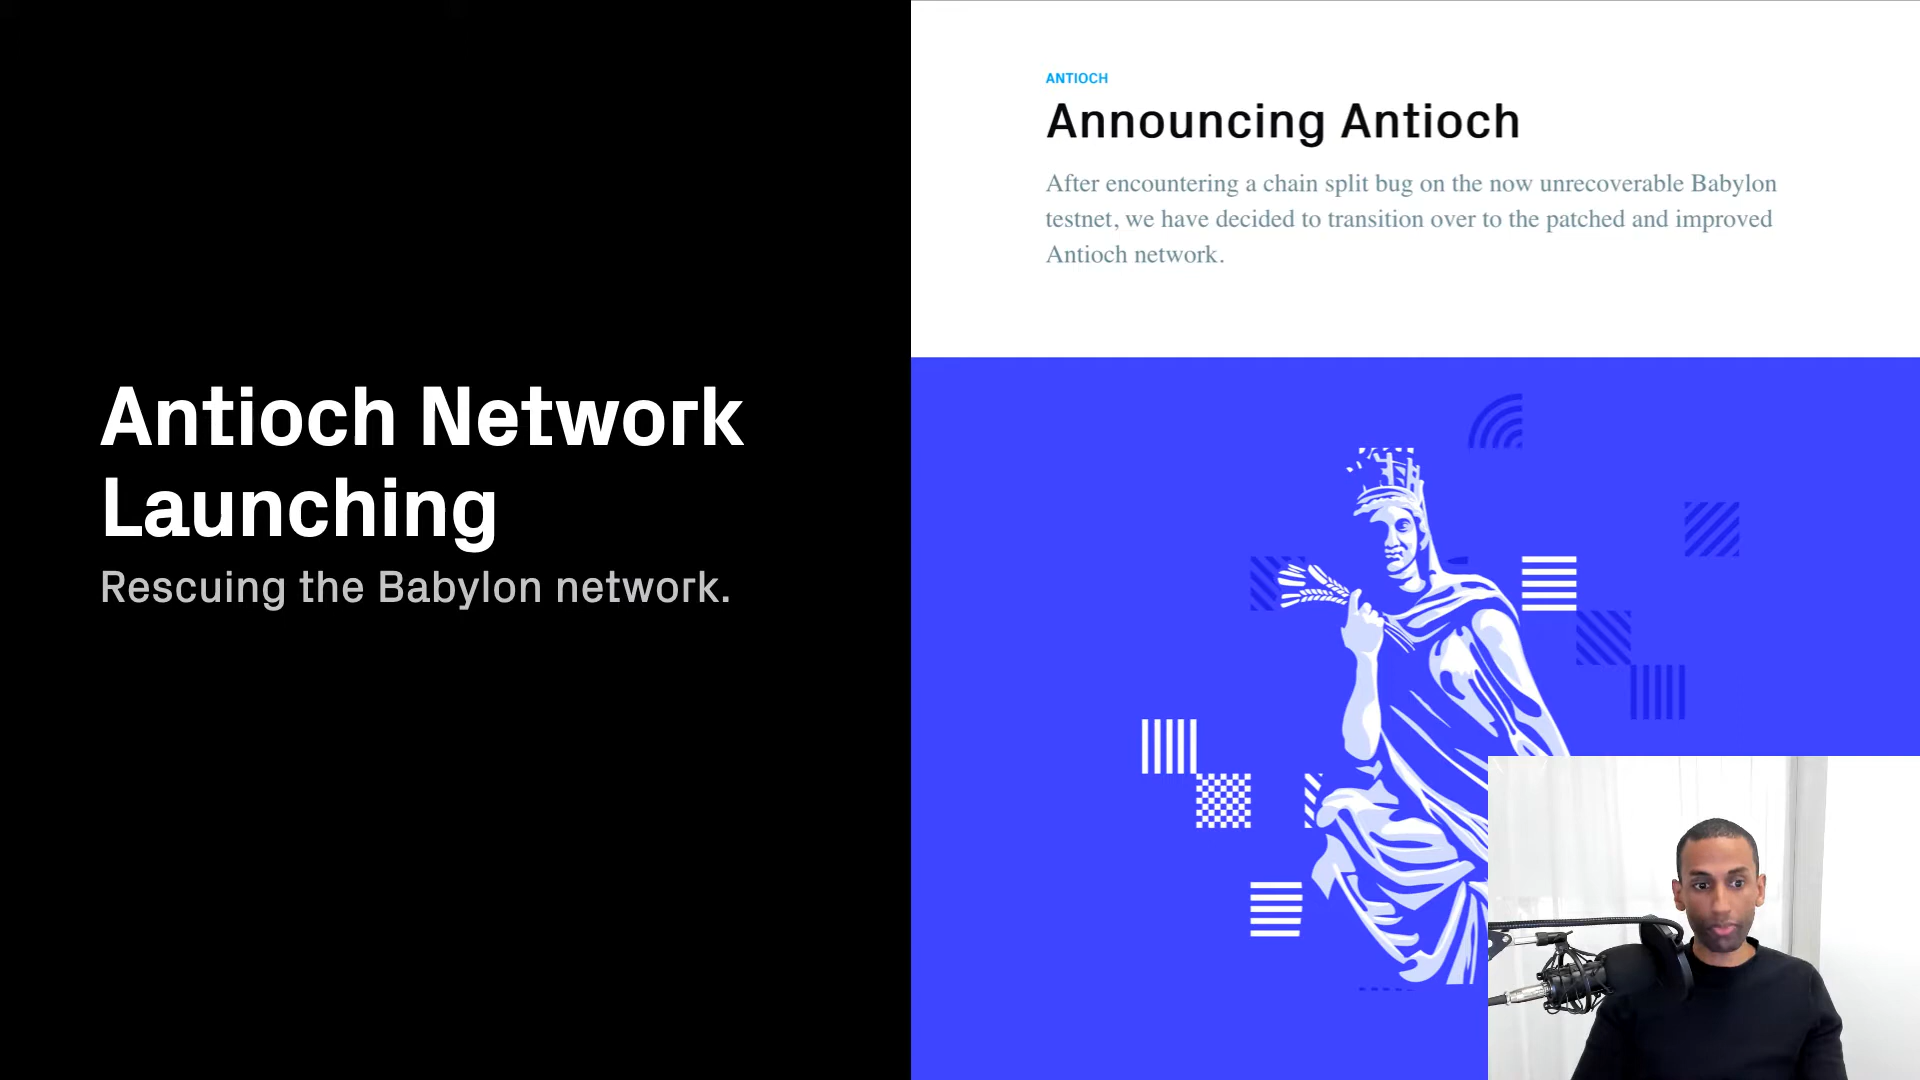 Antioch Network
Launching
Rescuing the Babylon network.
ANTIOCH
Announcing Antioch
After encountering a chain split bug on the now unrecoverable Babylon
testnet, we have decided to transition over to the patched and improved
Antioch network.